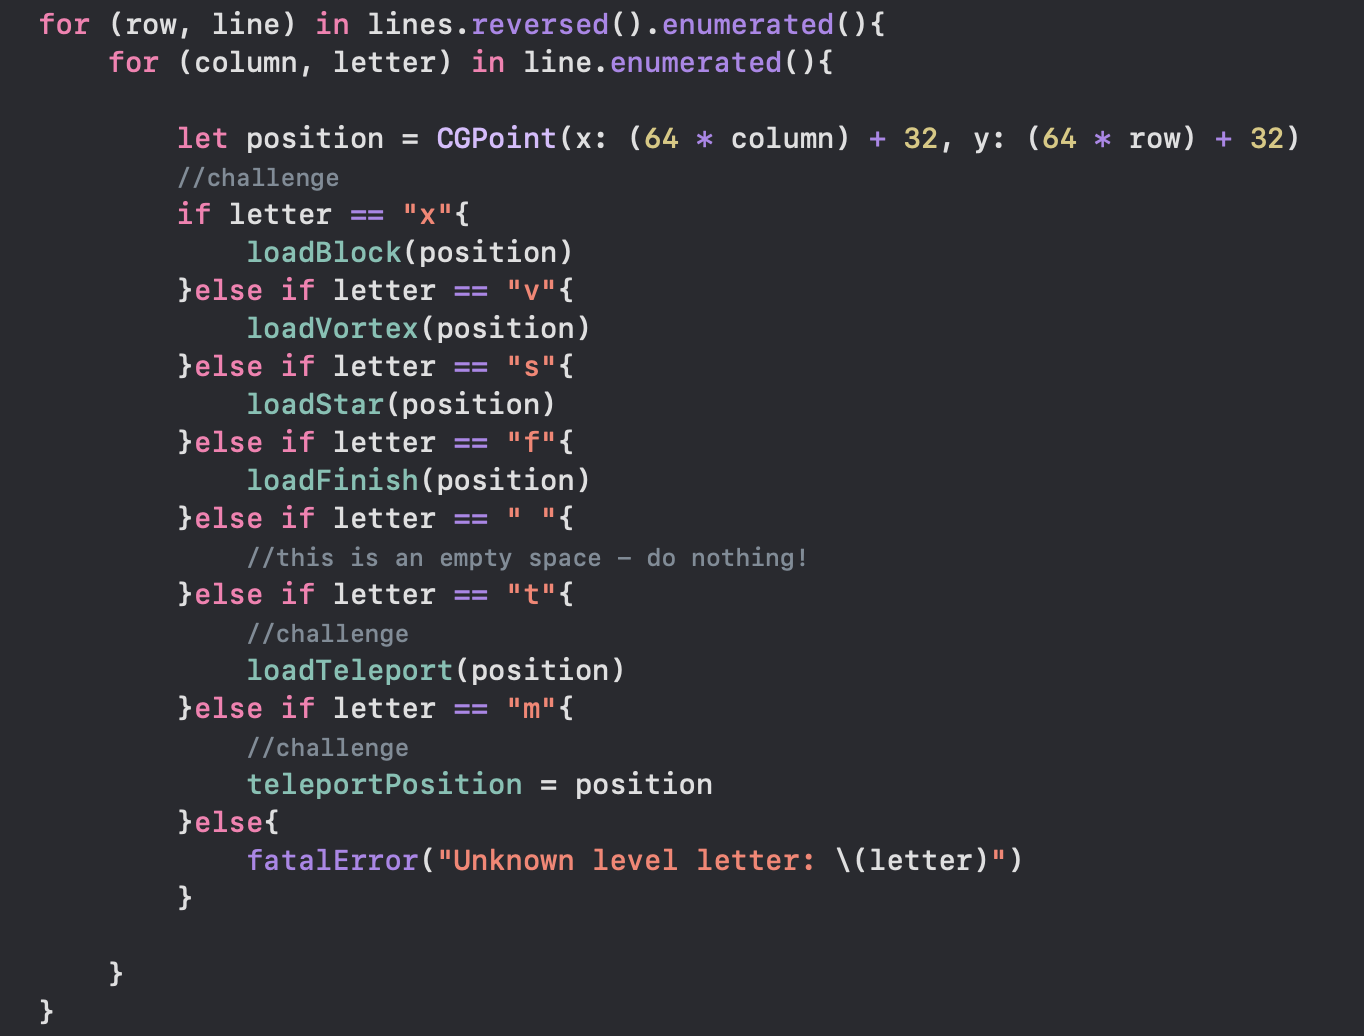 for (row, line) in lines.reversed().enumerated(){
    for (column, letter) in line.enumerated(){

        let position = CGPoint(x: (64 * column) + 32, y: (64 * row) + 32)
        //challenge
        if letter == "x"{
            loadBlock(position)
        }else if letter == "v"{
            loadVortex(position)
        }else if letter == "s"{
            loadStar(position)
        }else if letter == "f"{
            loadFinish(position)
        }else if letter == " "{
            //this is an empty space – do nothing!
        }else if letter == "t"{
            //challenge
            loadTeleport(position)
        }else if letter == "m"{
            //challenge
            teleportPosition = position
        }else{
            fatalError("Unknown level letter: \(letter)")
        }

    }
}